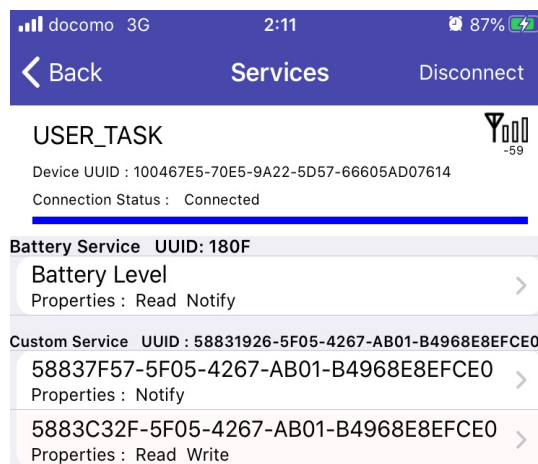 docomo 3G 2:11 87%
Back Services Disconnect
USER_TASK
-59
Device UUID : 100467E5-70E5-9A22-5D57-66605AD07614
Connection Status : Connected
Battery Service UUID: 180F
Battery Level
Properties : Read Notify
Custom Service UUID : 58831926-5F05-4267-AB01-B4968E8EFCE0
58837F57-5F05-4267-AB01-B4968E8EFCE0
Properties : Notify
5883C32F-5F05-4267-AB01-B4968E8EFCE0
Properties : Read Write